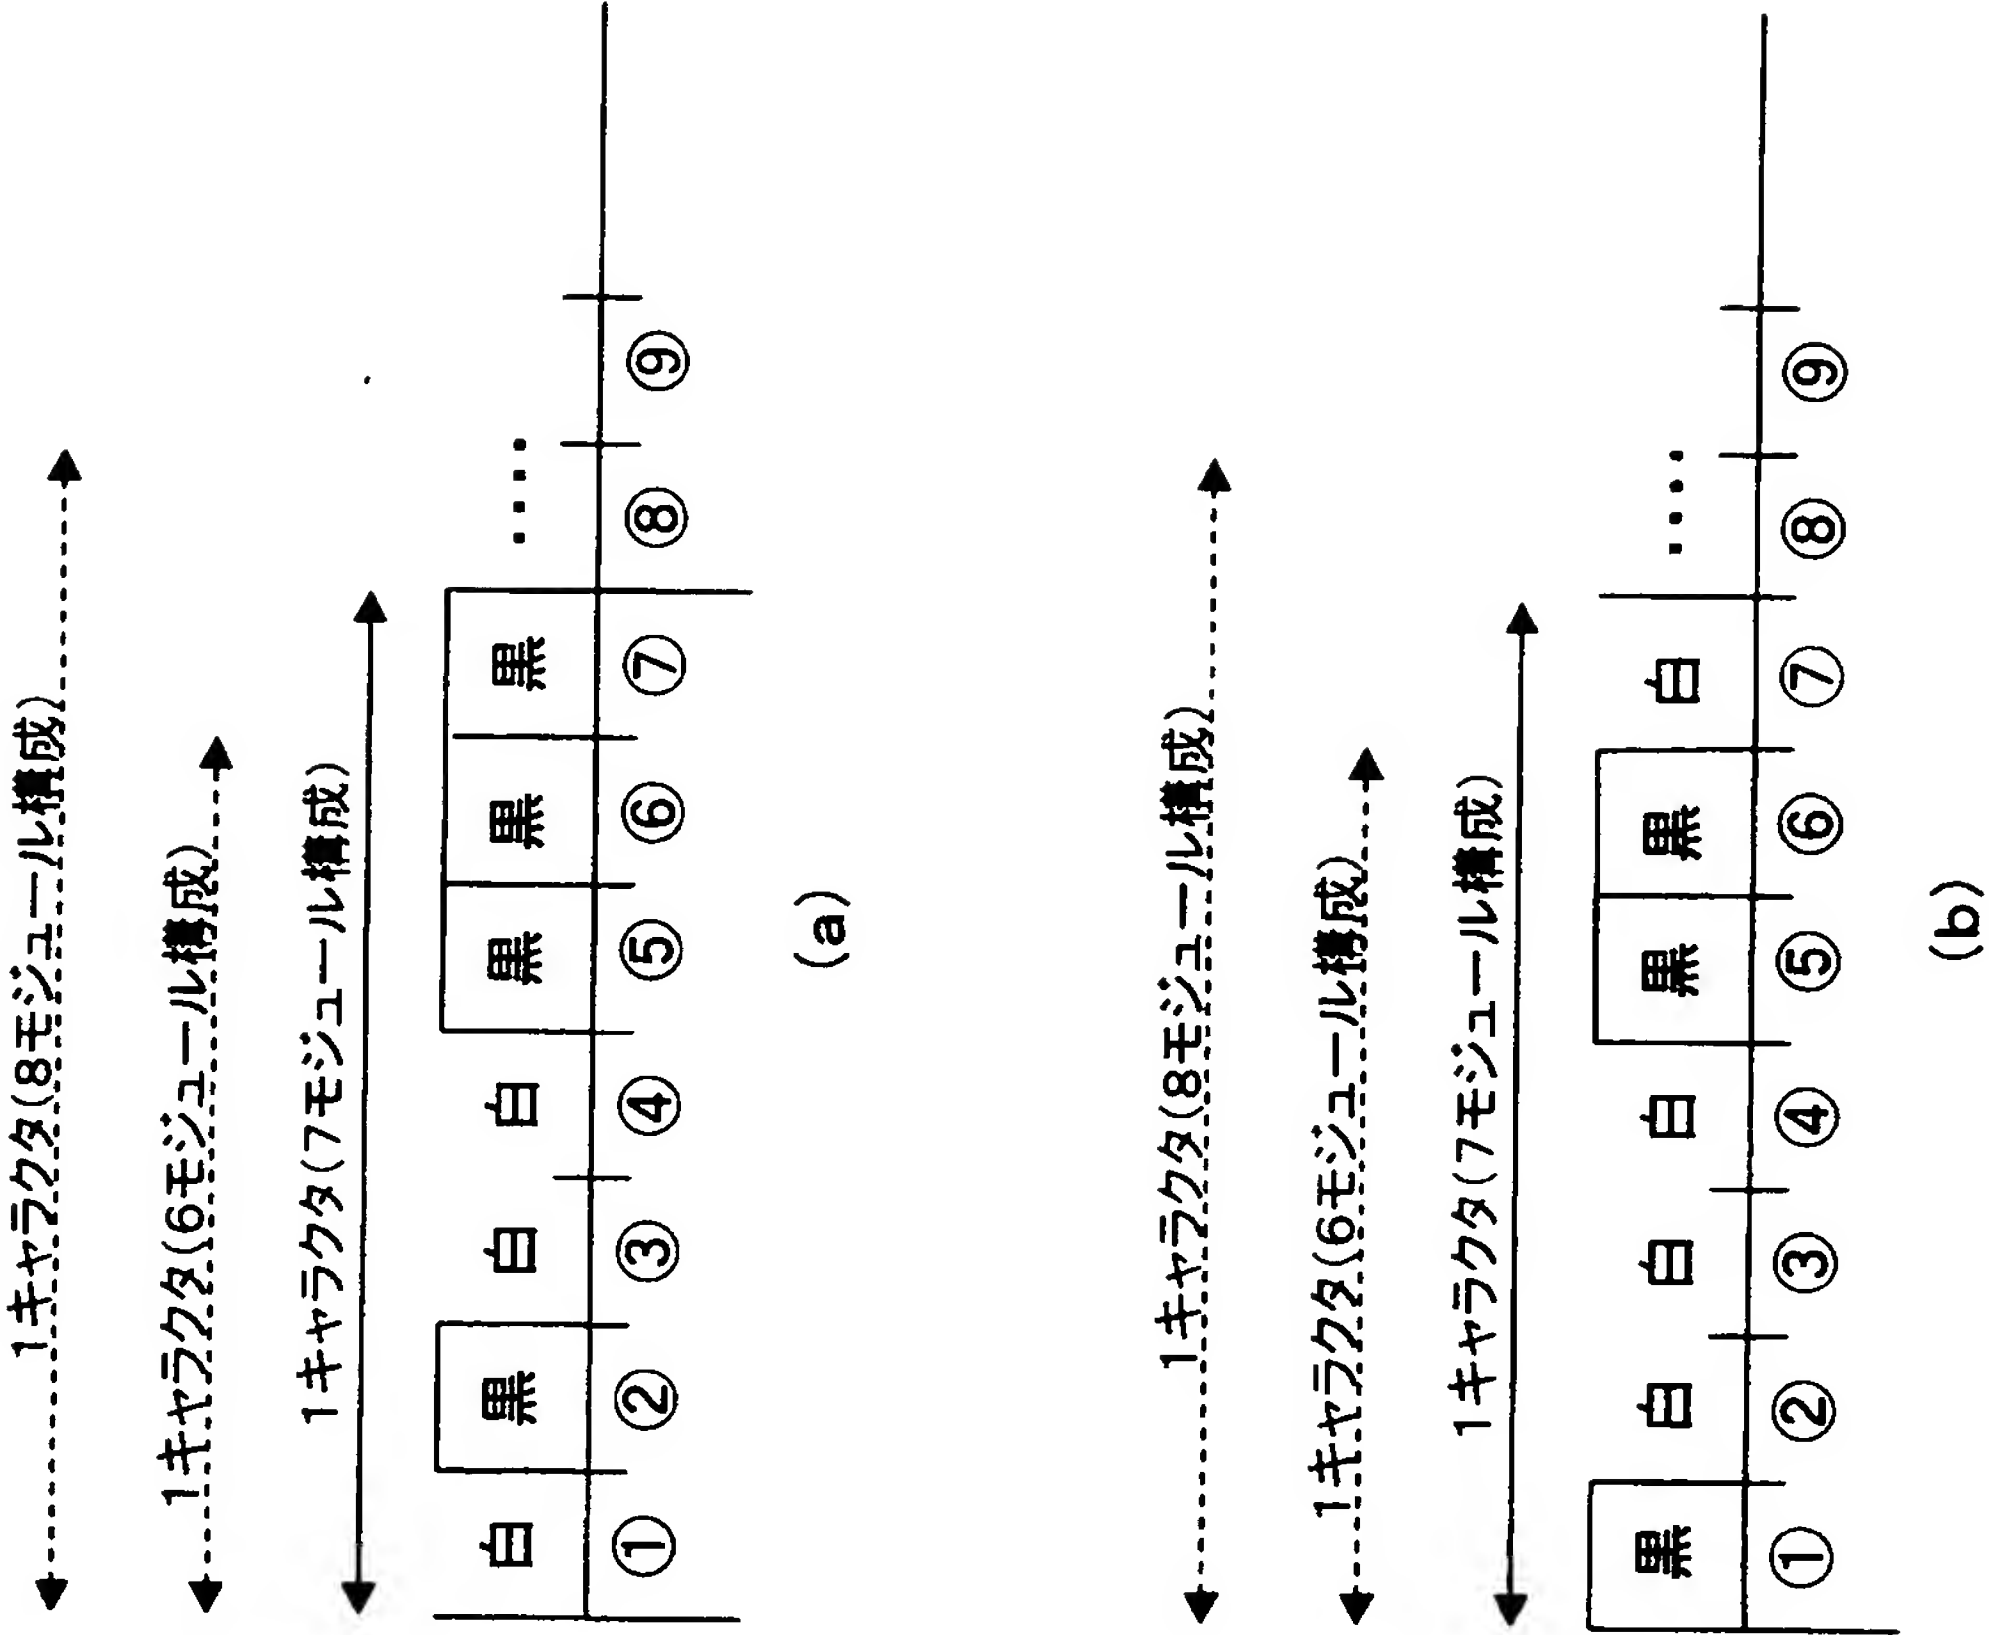 1キャラクタ(8モジュール構成)
1キャラクタ(6モジュール構成)
1キャラクタ(7モジュール構成)
白 黒 白 白 黒 黒 黒 ....
① ② ③ ④ ⑤ ⑥ ⑦ ⑧ ⑨
(a)
1キャラクタ(8モジュール構成)
1キャラクタ(6モジュール構成)
1キャラクタ(7モジュール構成)
黒 白 白 白 黒 黒 白 ....
① ② ③ ④ ⑤ ⑥ ⑦ ⑧ ⑨
(b)